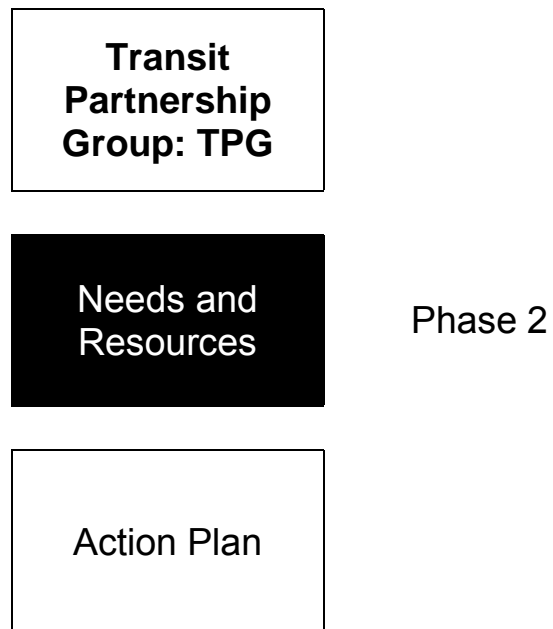 Transit
Partnership
Group: TPG
Needs and
Resources
Phase 2
Action Plan